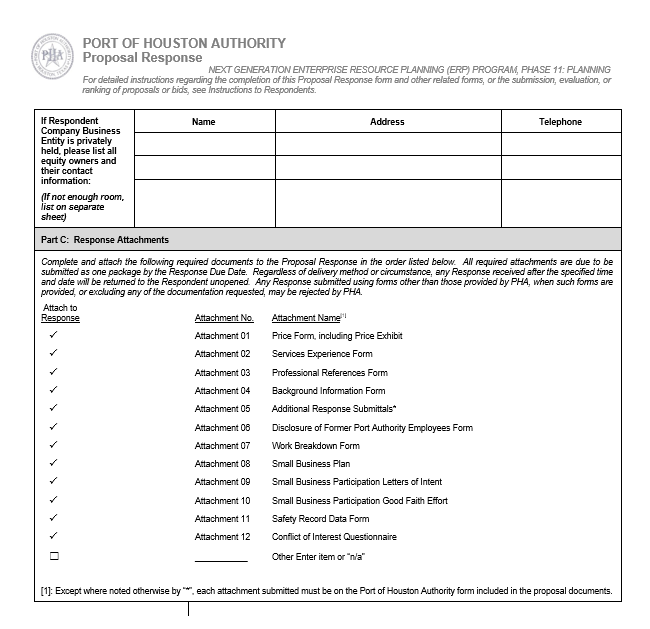 PORT OF HOUSTON AUTHORITY
Proposal Response
NEXT GENERATION ENTERPRISE RESOURCE PLANNING (ERP) PROGRAM, PHASE 11: PLANNING
For detailed instructions regarding the completion of this Proposal Response form and other related forms, or the submission, evaluation, or
ranking of proposals or bids, see Instructions to Respondents.
If Respondent
Company Business
Entity is privately
held, please list all
equity owners and
their contact
information:
(If not enough room,
list on separate
sheet)
Name Address Telephone
Part C: Response Attachments
Complete and attach the following required documents to the Proposal Response in the order listed below. All required attachments are due to be
submitted as one package by the Response Due Date. Regardless of delivery method or circumstance, any Response received after the specified time
and date will be returned to the Respondent unopened. Any Response submitted using forms other than those provided by PHA, when such forms are
provided, or excluding any of the documentation requested, may be rejected by PHA.
Attach to
Response Attachment No. Attachment Name[1]
✓ Attachment 01 Price Form, including Price Exhibit
✓ Attachment 02 Services Experience Form
✓ Attachment 03 Professional References Form
✓ Attachment 04 Background Information Form
✓ Attachment 05 Additional Response Submittals*
✓ Attachment 06 Disclosure of Former Port Authority Employees Form
✓ Attachment 07 Work Breakdown Form
✓ Attachment 08 Small Business Plan
✓ Attachment 09 Small Business Participation Letters of Intent
✓ Attachment 10 Small Business Participation Good Faith Effort
✓ Attachment 11 Safety Record Data Form
✓ Attachment 12 Conflict of Interest Questionnaire
☐ Other Enter item or "n/a"
[1]: Except where noted otherwise by "*", each attachment submitted must be on the Port of Houston Authority form included in the proposal documents.